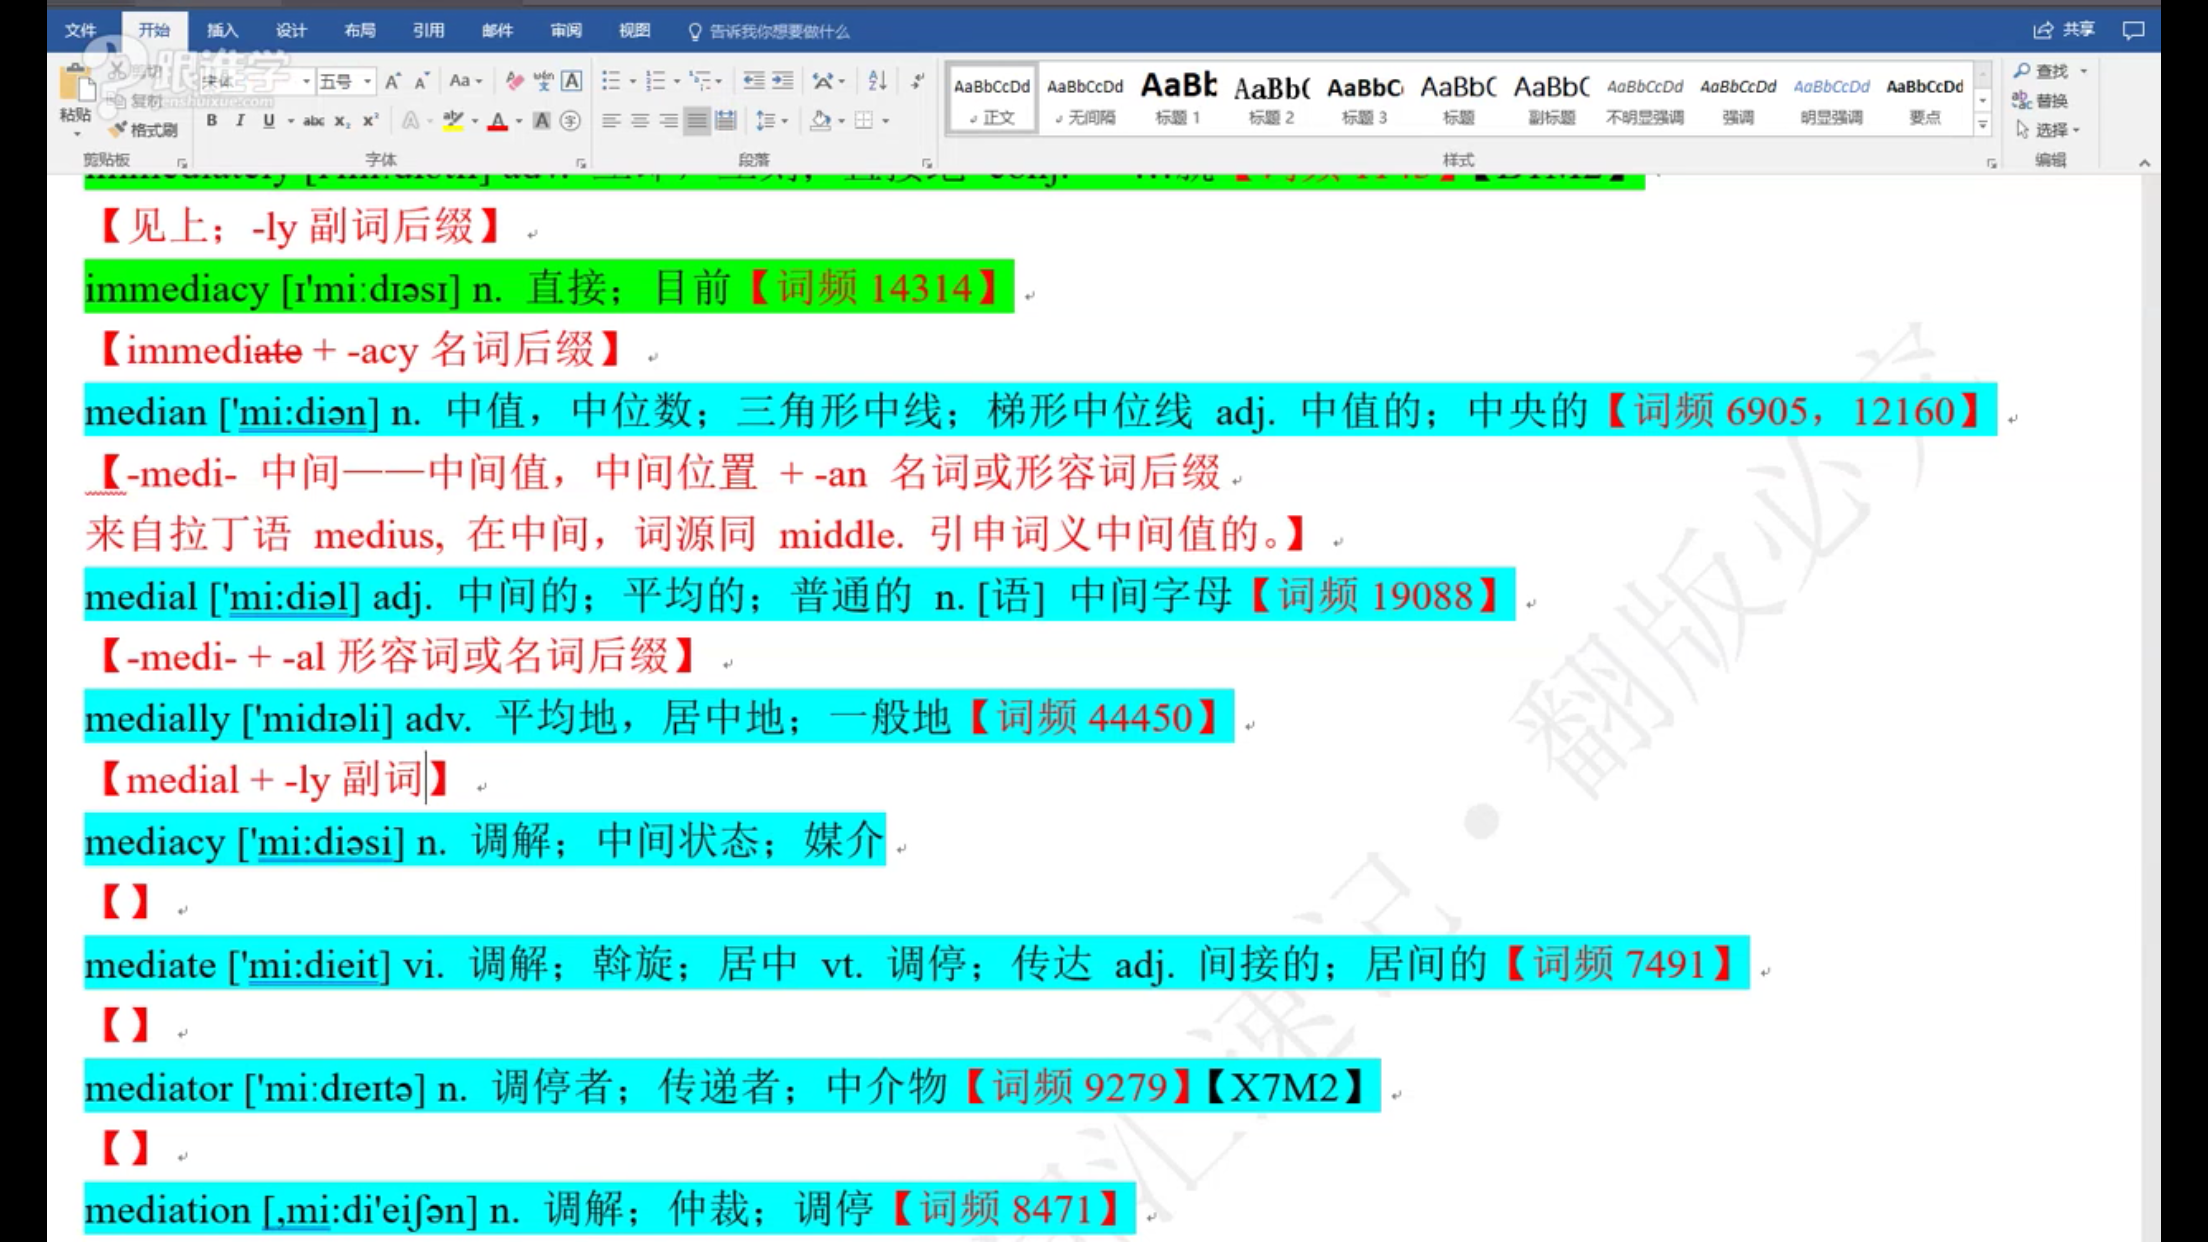 文件 开始 插入 设计 布局 引用 邮件 审阅 视图 告诉我你想要做什么 共享
跟谁学
genshuixue.com
剪切
复制
格式刷
粘贴
宋体 五号
剪贴板 字体 段落 样式 编辑
AaBbCcDd AaBbCcDd AaBb AaBb( AaBbC AaBbC AaBbC AaBbCcDd AaBbCcDd AaBbCcDd AaBbCcDd
正文 无间隔 标题 1 标题 2 标题 3 标题 副标题 不明显强调 强调 明显强调 要点
查找
替换
选择
【见上；-ly 副词后缀】
immediacy [ɪ'mi:dɪəsɪ] n. 直接；目前【词频 14314】
【immediate + -acy 名词后缀】
median ['mi:diən] n. 中值，中位数；三角形中线；梯形中位线 adj. 中值的；中央的【词频 6905，12160】
【-medi- 中间——中间值，中间位置 + -an 名词或形容词后缀
来自拉丁语 medius, 在中间，词源同 middle. 引申词义中间值的。】
medial ['mi:diəl] adj. 中间的；平均的；普通的 n. [语] 中间字母【词频 19088】
【-medi- + -al 形容词或名词后缀】
medially ['midɪəli] adv. 平均地，居中地；一般地【词频 44450】
【medial + -ly 副词】
mediacy ['mi:diəsi] n. 调解；中间状态；媒介
【】
mediate ['mi:dieit] vi. 调解；斡旋；居中 vt. 调停；传达 adj. 间接的；居间的【词频 7491】
【】
mediator ['mi:dɪeɪtə] n. 调停者；传递者；中介物【词频 9279】【X7M2】
【】
mediation [,mi:di'eiʃən] n. 调解；仲裁；调停【词频 8471】
汇速记·翻版必究